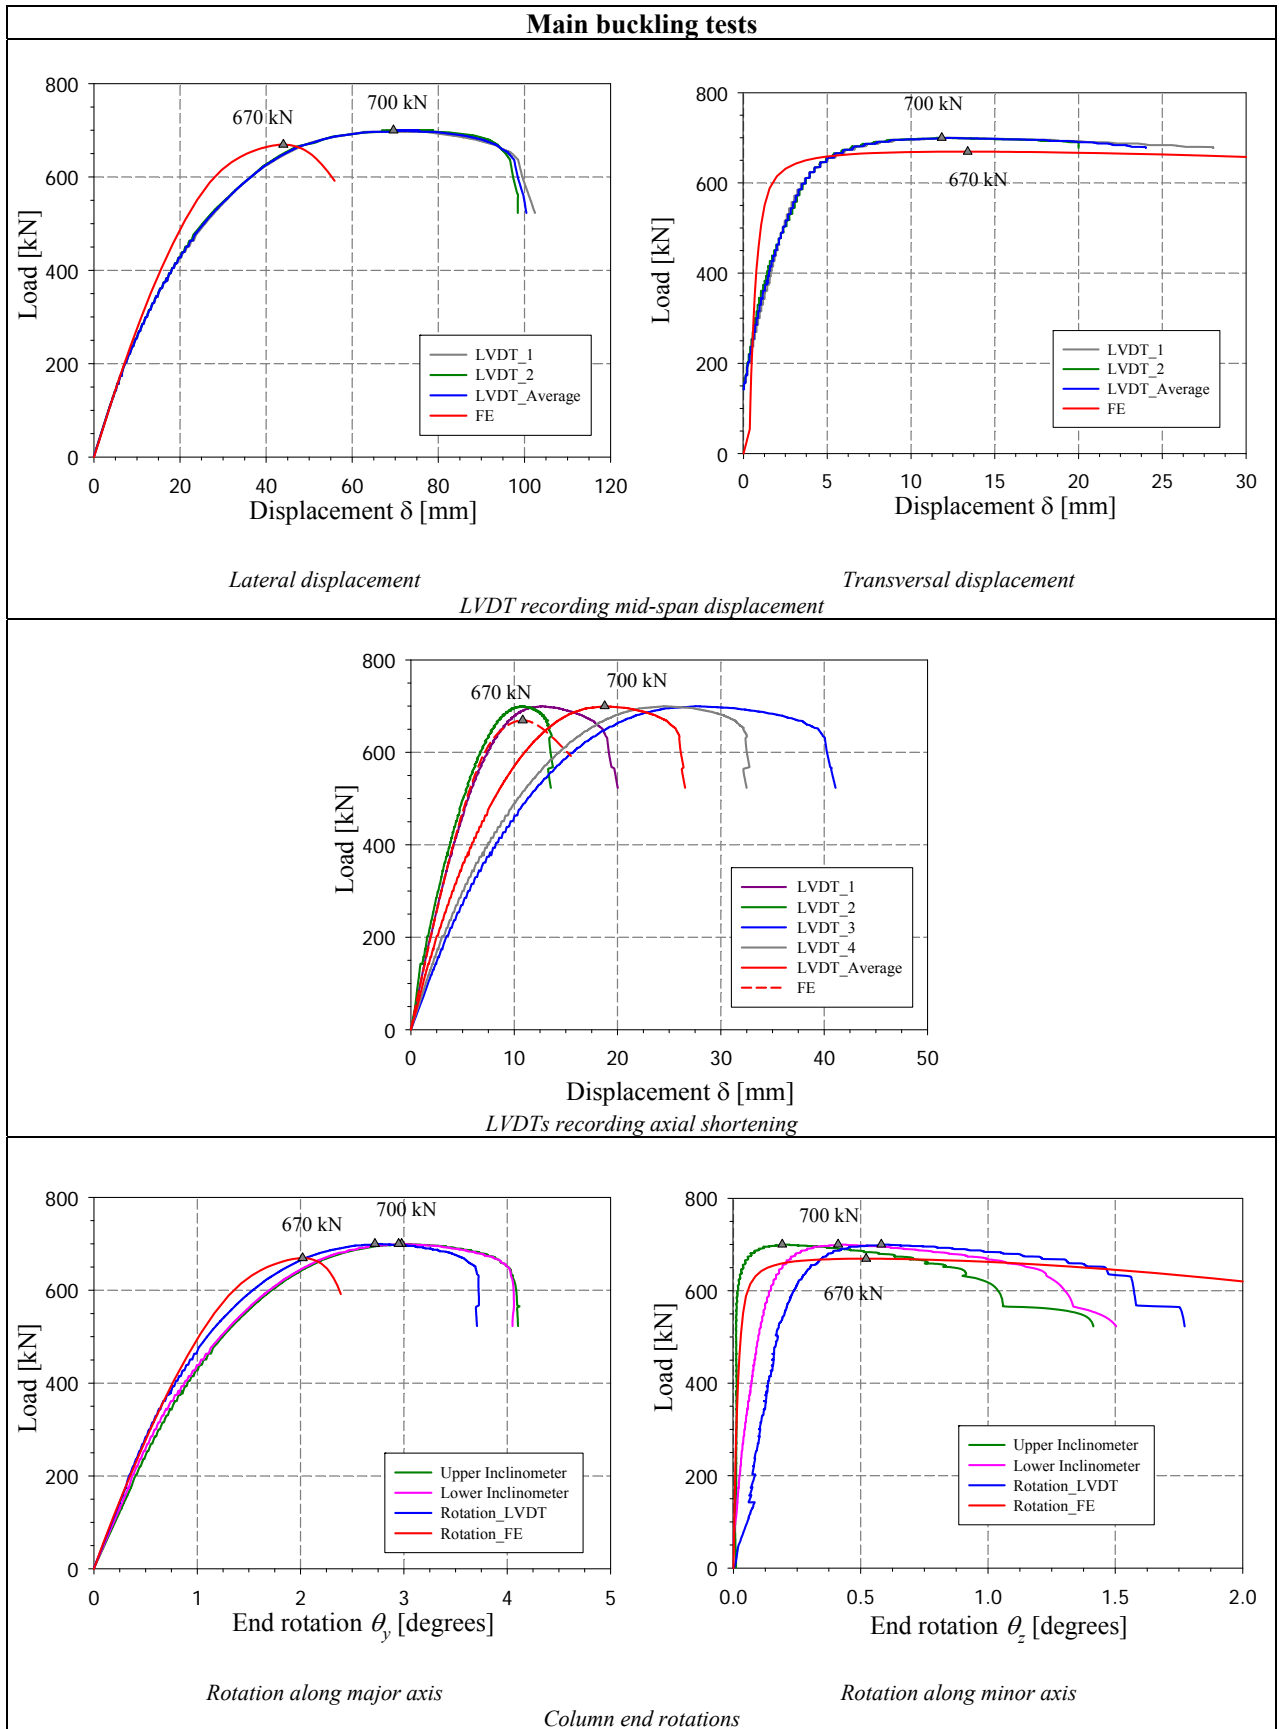 Main buckling tests
800
600
400
200
0
0 20 40 60 80 100 120
Load [kN]
Displacement δ [mm]
670 kN
700 kN
LVDT_1
LVDT_2
LVDT_Average
FE
Lateral displacement
800
600
400
200
0
0 5 10 15 20 25 30
Load [kN]
Displacement δ [mm]
700 kN
670 kN
LVDT_1
LVDT_2
LVDT_Average
FE
Transversal displacement
LVDT recording mid-span displacement
800
600
400
200
0
0 10 20 30 40 50
Load [kN]
Displacement δ [mm]
670 kN
700 kN
LVDT_1
LVDT_2
LVDT_3
LVDT_4
LVDT_Average
FE
LVDTs recording axial shortening
800
600
400
200
0
0 1 2 3 4 5
Load [kN]
End rotation θy [degrees]
670 kN
700 kN
Upper Inclinometer
Lower Inclinometer
Rotation_LVDT
Rotation_FE
Rotation along major axis
800
600
400
200
0
0.0 0.5 1.0 1.5 2.0
Load [kN]
End rotation θz [degrees]
700 kN
670 kN
Upper Inclinometer
Lower Inclinometer
Rotation_LVDT
Rotation_FE
Rotation along minor axis
Column end rotations